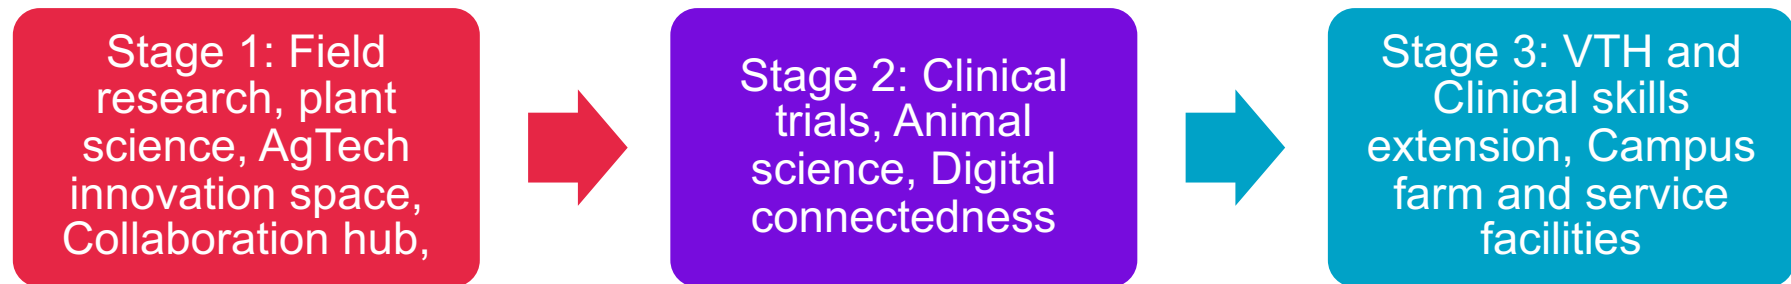 Stage 1: Field
research, plant
science, AgTech
innovation space,
Collaboration hub,
Stage 2: Clinical
trials, Animal
science, Digital
connectedness
Stage 3: VTH and
Clinical skills
extension, Campus
farm and service
facilities